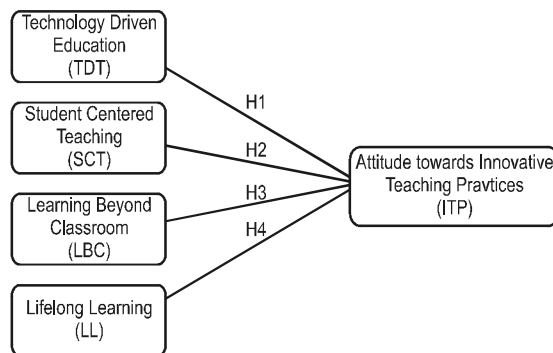 Technology Driven
Education
(TDT)
H1
Student Centered
Teaching
(SCT)
H2
Attitude towards Innovative
Teaching Pravtices
(ITP)
Learning Beyond
Classroom
(LBC)
H3
H4
Lifelong Learning
(LL)